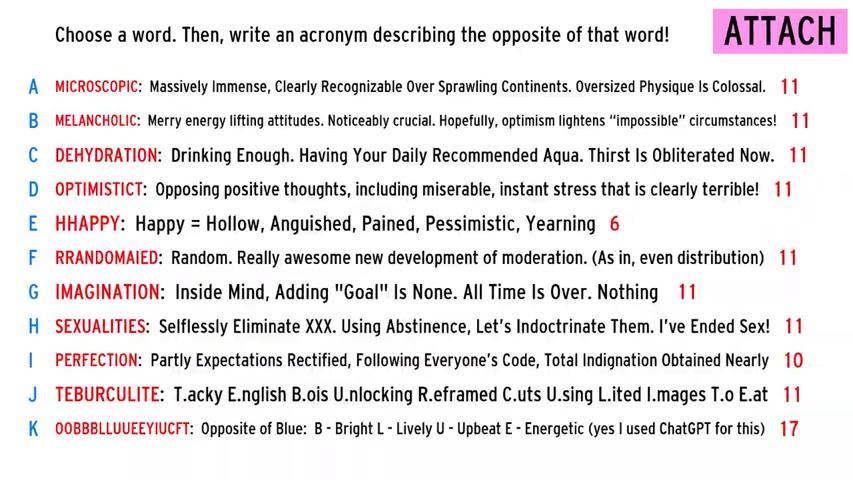 Choose a word. Then, write an acronym describing the opposite of that word!
ATTACH
A MICROSCOPIC: Massively Immense, Clearly Recognizable Over Sprawling Continents. Oversized Physique Is Colossal. 11
B MELANCHOLIC: Merry energy lifting attitudes. Noticeably crucial. Hopefully, optimism lightens “impossible” circumstances! 11
C DEHYDRATION: Drinking Enough. Having Your Daily Recommended Aqua. Thirst Is Obliterated Now. 11
D OPTIMISTICT: Opposing positive thoughts, including miserable, instant stress that is clearly terrible! 11
E HHAPPY: Happy = Hollow, Anguished, Pained, Pessimistic, Yearning 6
F RRANDOMAIED: Random. Really awesome new development of moderation. (As in, even distribution) 11
G IMAGINATION: Inside Mind, Adding "Goal" Is None. All Time Is Over. Nothing 11
H SEXUALITIES: Selflessly Eliminate XXX. Using Abstinence, Let’s Indoctrinate Them. I’ve Ended Sex! 11
I PERFECTION: Partly Expectations Rectified, Following Everyone’s Code, Total Indignation Obtained Nearly 10
J TEBURCULITE: T.acky E.nglish B.ois U.nlocking R.eframed C.uts U.sing L.ited I.mages T.o E.at 11
K OOBBBLLUUEEYIUCFT: Opposite of Blue: B - Bright L - Lively U - Upbeat E - Energetic (yes I used ChatGPT for this) 17